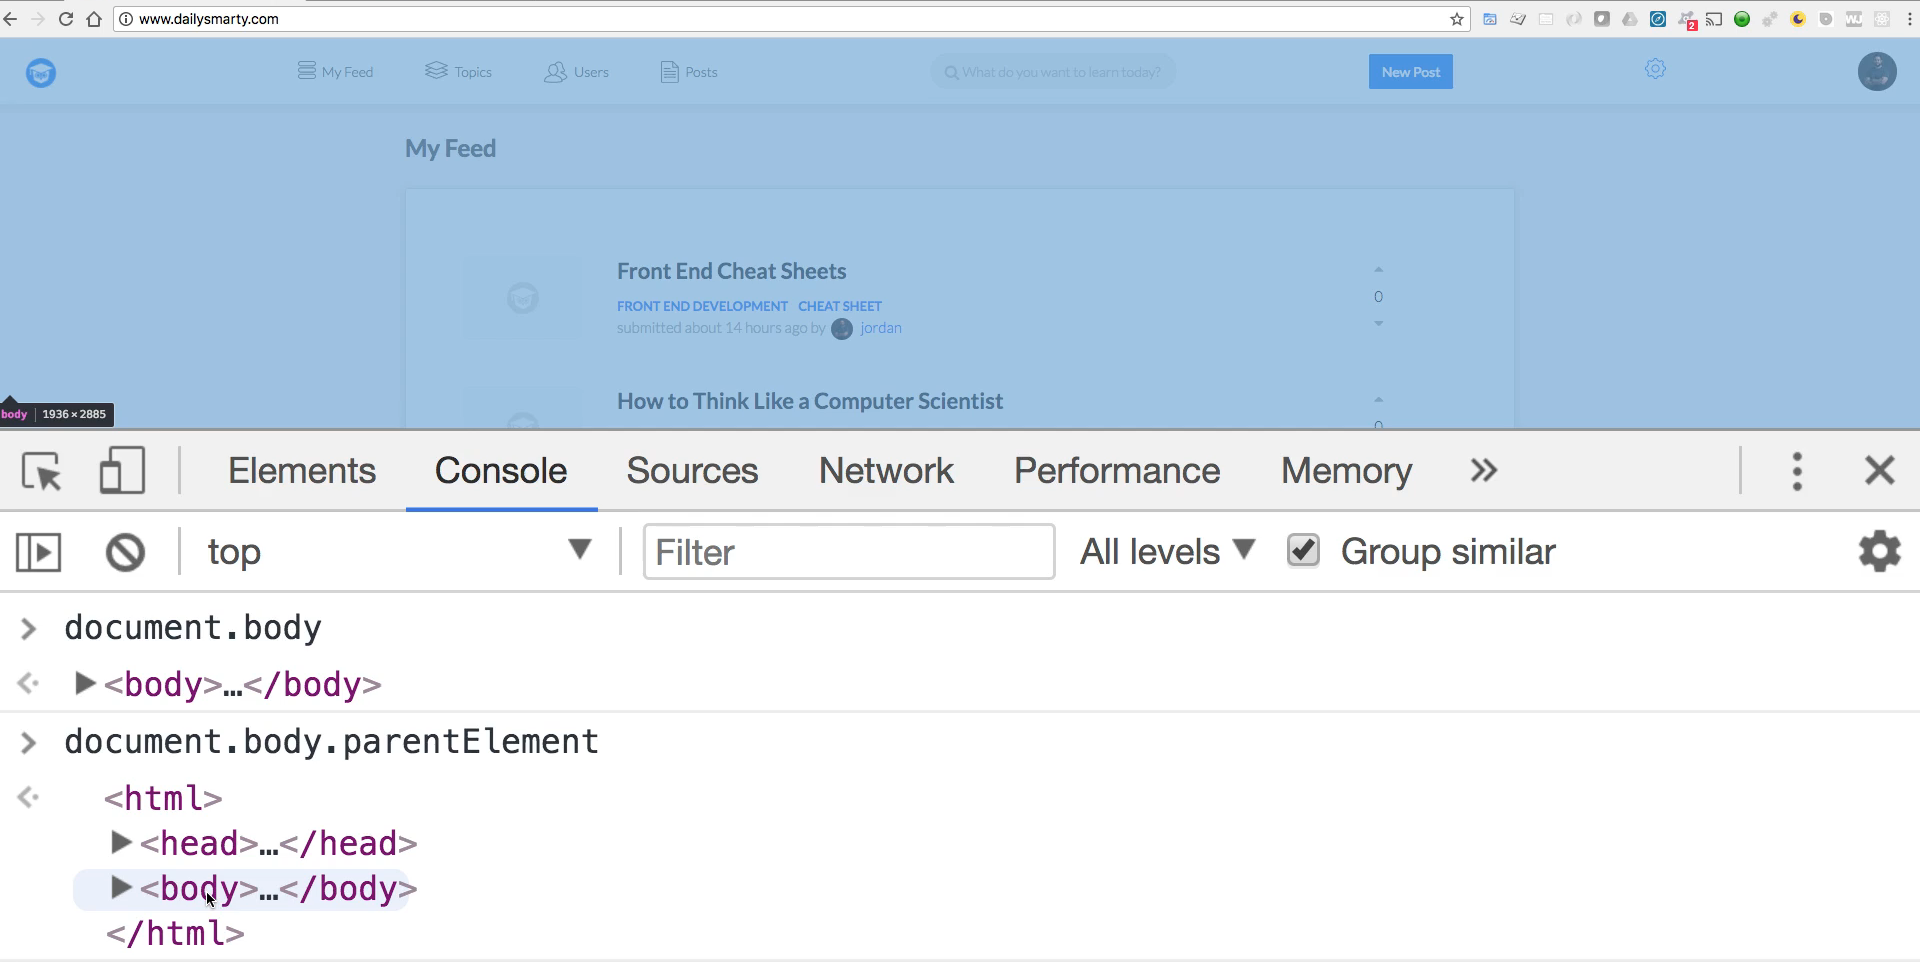 www.dailysmarty.com
2
WJ
My Feed
Topics
Users
Posts
What do you want to learn today?
New Post
My Feed
Front End Cheat Sheets
0
FRONT END DEVELOPMENT CHEAT SHEET
submitted about 14 hours ago by jordan
How to Think Like a Computer Scientist
0
body 1936 × 2885
Elements Console Sources Network Performance Memory »
top Filter All levels Group similar
document.body
<body>…</body>
document.body.parentElement
<html>
<head>…</head>
<body>…</body>
</html>